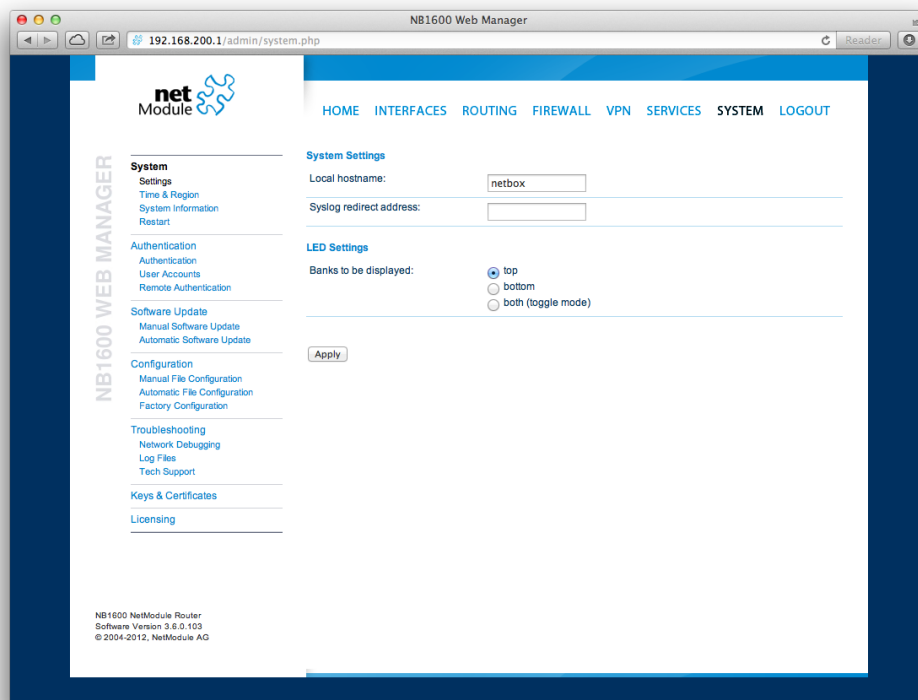 NB1600 Web Manager
192.168.200.1/admin/system.php
Reader
net
Module
HOME INTERFACES ROUTING FIREWALL VPN SERVICES SYSTEM LOGOUT
NB1600 WEB MANAGER
System
Settings
Time & Region
System Information
Restart
Authentication
Authentication
User Accounts
Remote Authentication
Software Update
Manual Software Update
Automatic Software Update
Configuration
Manual File Configuration
Automatic File Configuration
Factory Configuration
Troubleshooting
Network Debugging
Log Files
Tech Support
Keys & Certificates
Licensing
System Settings
Local hostname: netbox
Syslog redirect address:
LED Settings
Banks to be displayed: top
bottom
both (toggle mode)
Apply
NB1600 NetModule Router
Software Version 3.6.0.103
© 2004-2012, NetModule AG